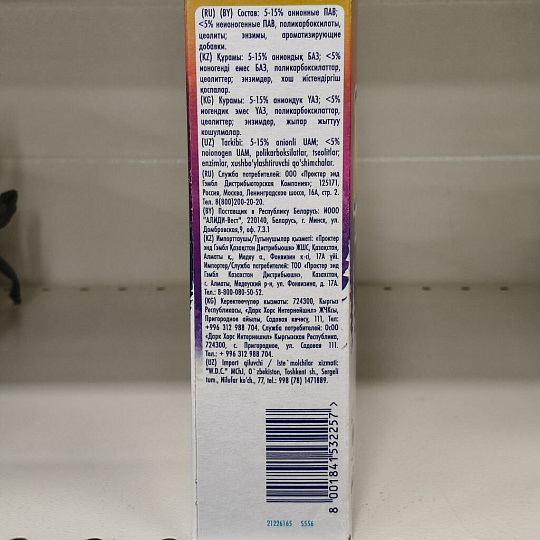 (RU) (BY) Состав: 5-15% анионные ПАВ;
<5% неионогенные ПАВ, поликарбоксилаты,
цеолиты; энзимы, ароматизирующие
добавки.
(KZ) Құрамы: 5-15% аниондық БАЗ; <5%
ионогенді емес БАЗ, поликарбоксилаттар,
цеолиттер; энзимдер, хош иістендіргіш
қоспалар.
(KG) Курамы: 5-15% аниондук ҮАЗ; <5%
иогендик эмес ҮАЗ, поликарбоксилаттар,
цеолиттер; энзимдер, жыпар жыттуу
кошулмалар.
(UZ) Tarkibi: 5-15% anionli UAM; <5%
noionogen UAM, polikarboksilatlar, tseolitlar;
enzimlar, xushbo'ylashtiruvchi qo'shimchalar.
(RU) Служба потребителей: ООО «Проктер энд
Гэмбл Дистрибьюторская Компания»; 125171,
Россия, Москва, Ленинградское шоссе, 16А, стр. 2.
Тел. 8(800)200-20-20.
(BY) Поставщик в Республику Беларусь: ИООО
"АЛИДИ-Вест", 220140, Беларусь, г. Минск, ул.
Домбровская,9, оф. 7.3.1
(KZ) Импорттаушы/Тұтынушылар қызметі: «Проктер
энд Гэмбл Қазақстан Дистрибьюшн» ЖШС, Қазақстан,
Алматы қ., Медеу а., Фонвизин к-сі, 17А үйі.
Импортер/Служба потребителей: ТОО «Проктер энд
Гэмбл Казахстан Дистрибьюшн», Казахстан,
г. Алматы, Медеуский р-н, ул. Фонвизина, д. 17А.
Тел.: 8-800-080-50-52.
(KG) Керектөөчүлөр кызматы: 724300, Кыргыз
Республикасы, «Дарк Хорс Интернейшнл» ЖЧКсы,
Пригородное айылы, Садовая көчөсү, 111, Тел:
+996 312 988 704. Служба потребителей: ОсОО
«Дарк Хорс Интернейшнл» Кыргызская Республика,
724300, с. Пригородное, ул. Садовая 111.
Тел.: + 996 312 988 704.
(UZ) Import qiluvchi / Iste`molchilar xizmati:
"W.D.C." MChJ, O`zbekiston, Toshkent sh., Sergeli
tum., Nilufar ko'ch., 77, tel.: 998 (78) 1471889.
8 001841 532257 >
21226165 5556